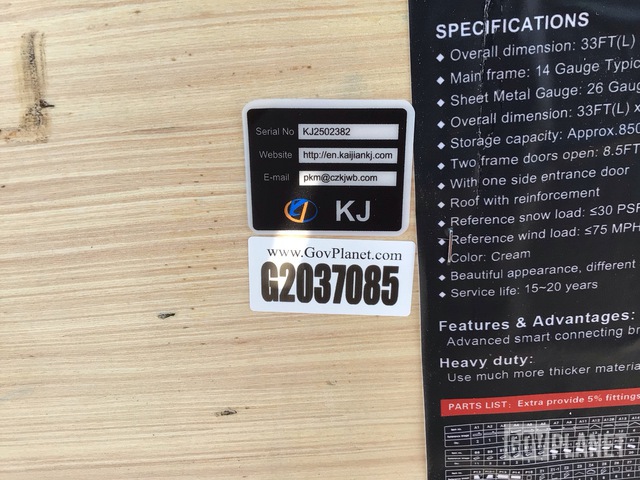 Serial No KJ2502382
Website http://en.kaijiankj.com
E-mail pkm@czkjwb.com
KJ
www.GovPlanet.com
G2037085
SPECIFICATIONS
◆ Overall dimension: 33FT(L)
◆ Main frame: 14 Gauge Typic
◆ Sheet Metal Gauge: 26 Gaug
◆ Overall dimension: 33FT(L) x
◆ Storage capacity: Approx.850
◆ Two frame doors open: 8.5FT
◆ With one side entrance door
◆ Roof with reinforcement
◆ Reference snow load: ≤30 PSF
◆ Reference wind load: ≤75 MPH
◆ Color: Cream
◆ Beautiful appearance, different
◆ Service life: 15~20 years
Features & Advantages:
Advanced smart connecting br
Heavy duty:
Use much more thicker materia
PARTS LIST: Extra provide 5% fittings
GOVPLANET